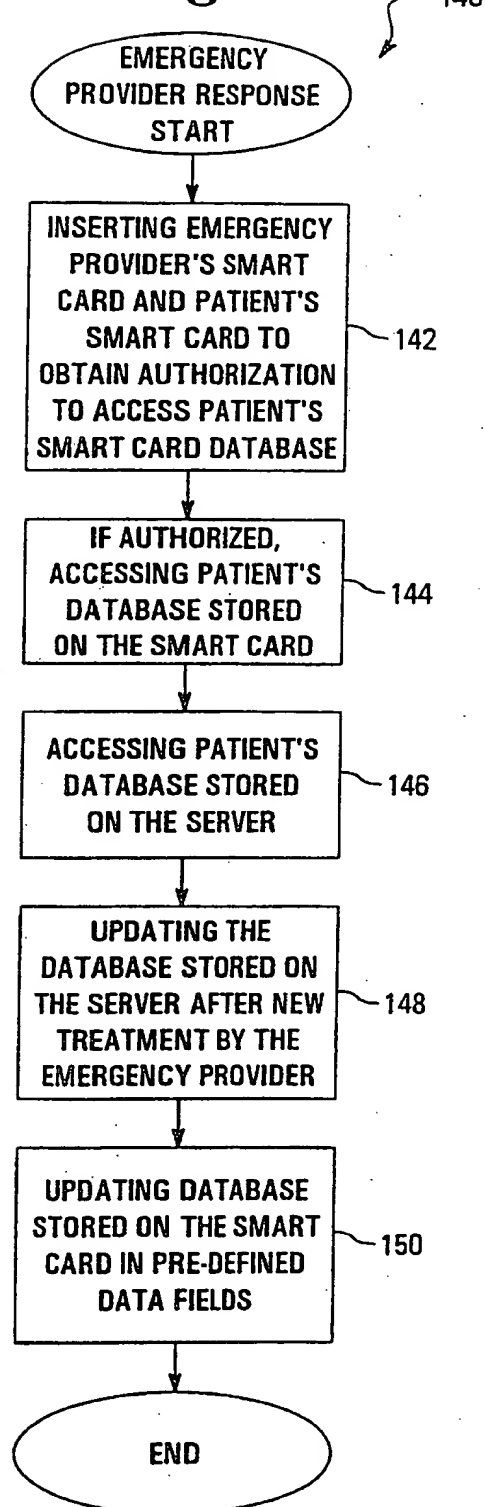 EMERGENCY
PROVIDER RESPONSE
START
INSERTING EMERGENCY
PROVIDER'S SMART
CARD AND PATIENT'S
SMART CARD TO
OBTAIN AUTHORIZATION
TO ACCESS PATIENT'S
SMART CARD DATABASE
142
IF AUTHORIZED,
ACCESSING PATIENT'S
DATABASE STORED
ON THE SMART CARD
144
ACCESSING PATIENT'S
DATABASE STORED
ON THE SERVER
146
UPDATING THE
DATABASE STORED ON
THE SERVER AFTER NEW
TREATMENT BY THE
EMERGENCY PROVIDER
148
UPDATING DATABASE
STORED ON THE SMART
CARD IN PRE-DEFINED
DATA FIELDS
150
END